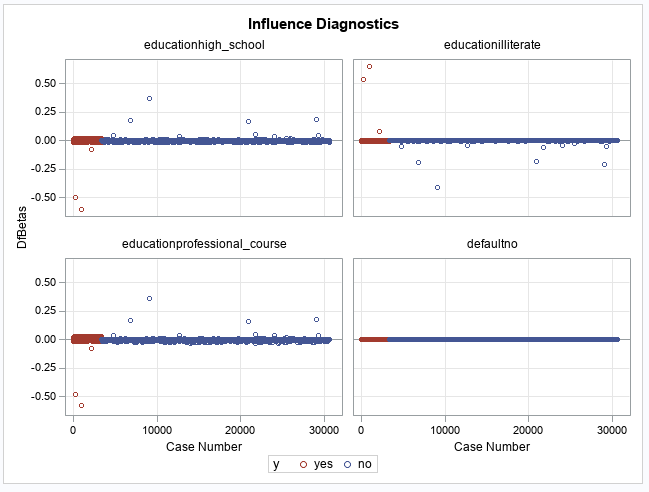 Influence Diagnostics
educationhigh_school
educationilliterate
0.50
0.25
0.00
-0.25
-0.50
DfBetas
educationprofessional_course
defaultno
0.50
0.25
0.00
-0.25
-0.50
0 10000 20000 30000
0 10000 20000 30000
Case Number
Case Number
y yes no